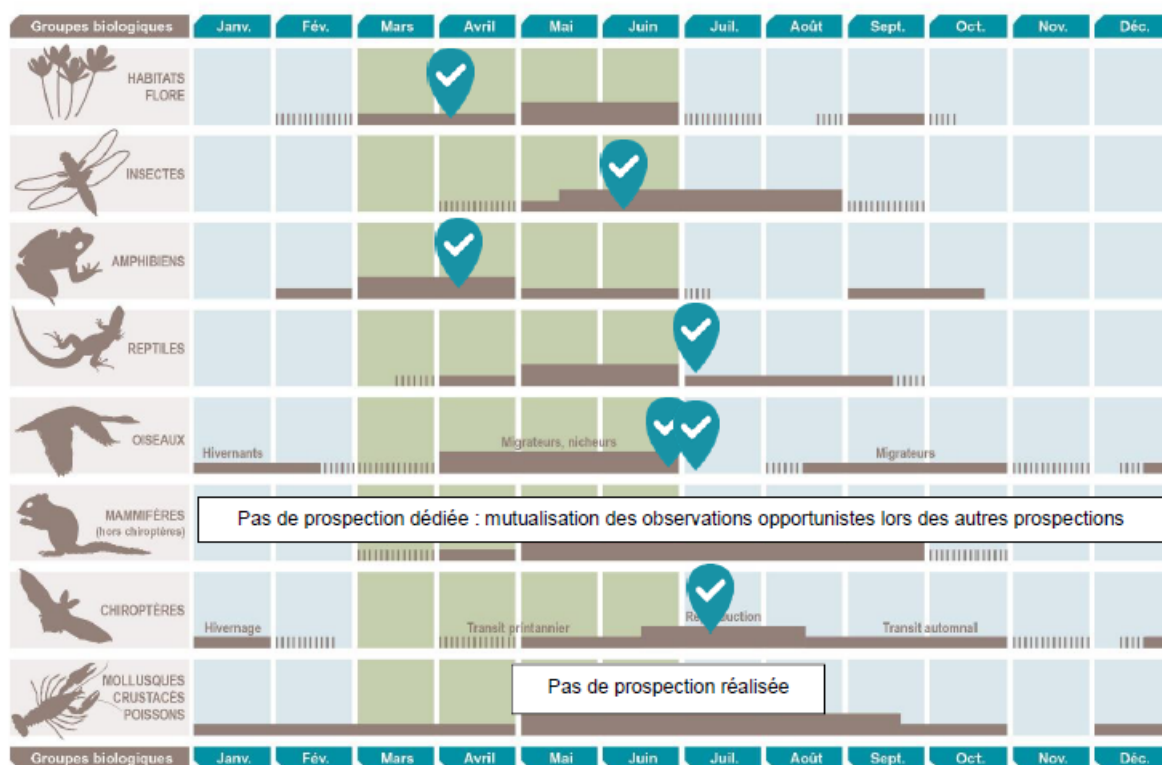 Groupes biologiques Janv. Fév. Mars Avril Mai Juin Juil. Août Sept. Oct. Nov. Déc.
HABITATS
FLORE
INSECTES
AMPHIBIENS
REPTILES
OISEAUX
Hivernants Migrateurs, nicheurs Migrateurs
MAMMIFÈRES
(hors chiroptères)
Pas de prospection dédiée : mutualisation des observations opportunistes lors des autres prospections
CHIROPTÈRES
Hivernage Transit printannier Transit automnal
MOLLUSQUES
CRUSTACÉS
POISSONS
Pas de prospection réalisée
Groupes biologiques Janv. Fév. Mars Avril Mai Juin Juil. Août Sept. Oct. Nov. Déc.